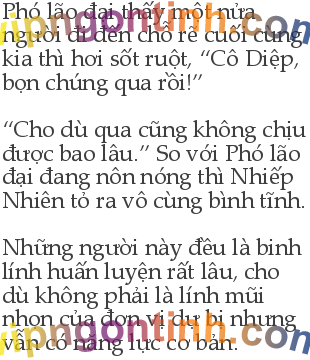 Phó lão đại thấy một nửa
người đi đến chỗ rẽ cuối cùng
kia thì hơi sốt ruột, “Cô Diệp,
bọn chúng qua rồi!”
“Cho dù qua cũng không chịu
được bao lâu.” So với Phó lão
đại đang nôn nóng thì Nhiếp
Nhiên tỏ ra vô cùng bình tĩnh.
Những người này đều là binh
lính huấn luyện rất lâu, cho
dù không phải là lính mũi
nhọn của đơn vị dự bị nhưng
vẫn có năng lực cơ bản.
vipngontinh.com
vipngontinh.com